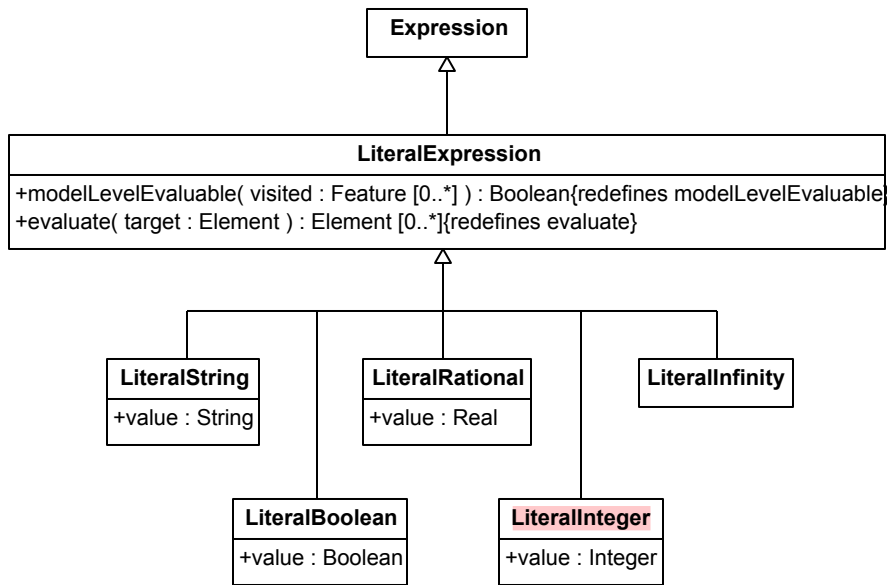 Expression
LiteralExpression
+modelLevelEvaluable( visited : Feature [0..*] ) : Boolean{redefines modelLevelEvaluable}
+evaluate( target : Element ) : Element [0..*]{redefines evaluate}
LiteralString
+value : String
LiteralRational
+value : Real
LiteralInfinity
LiteralBoolean
+value : Boolean
LiteralInteger
+value : Integer